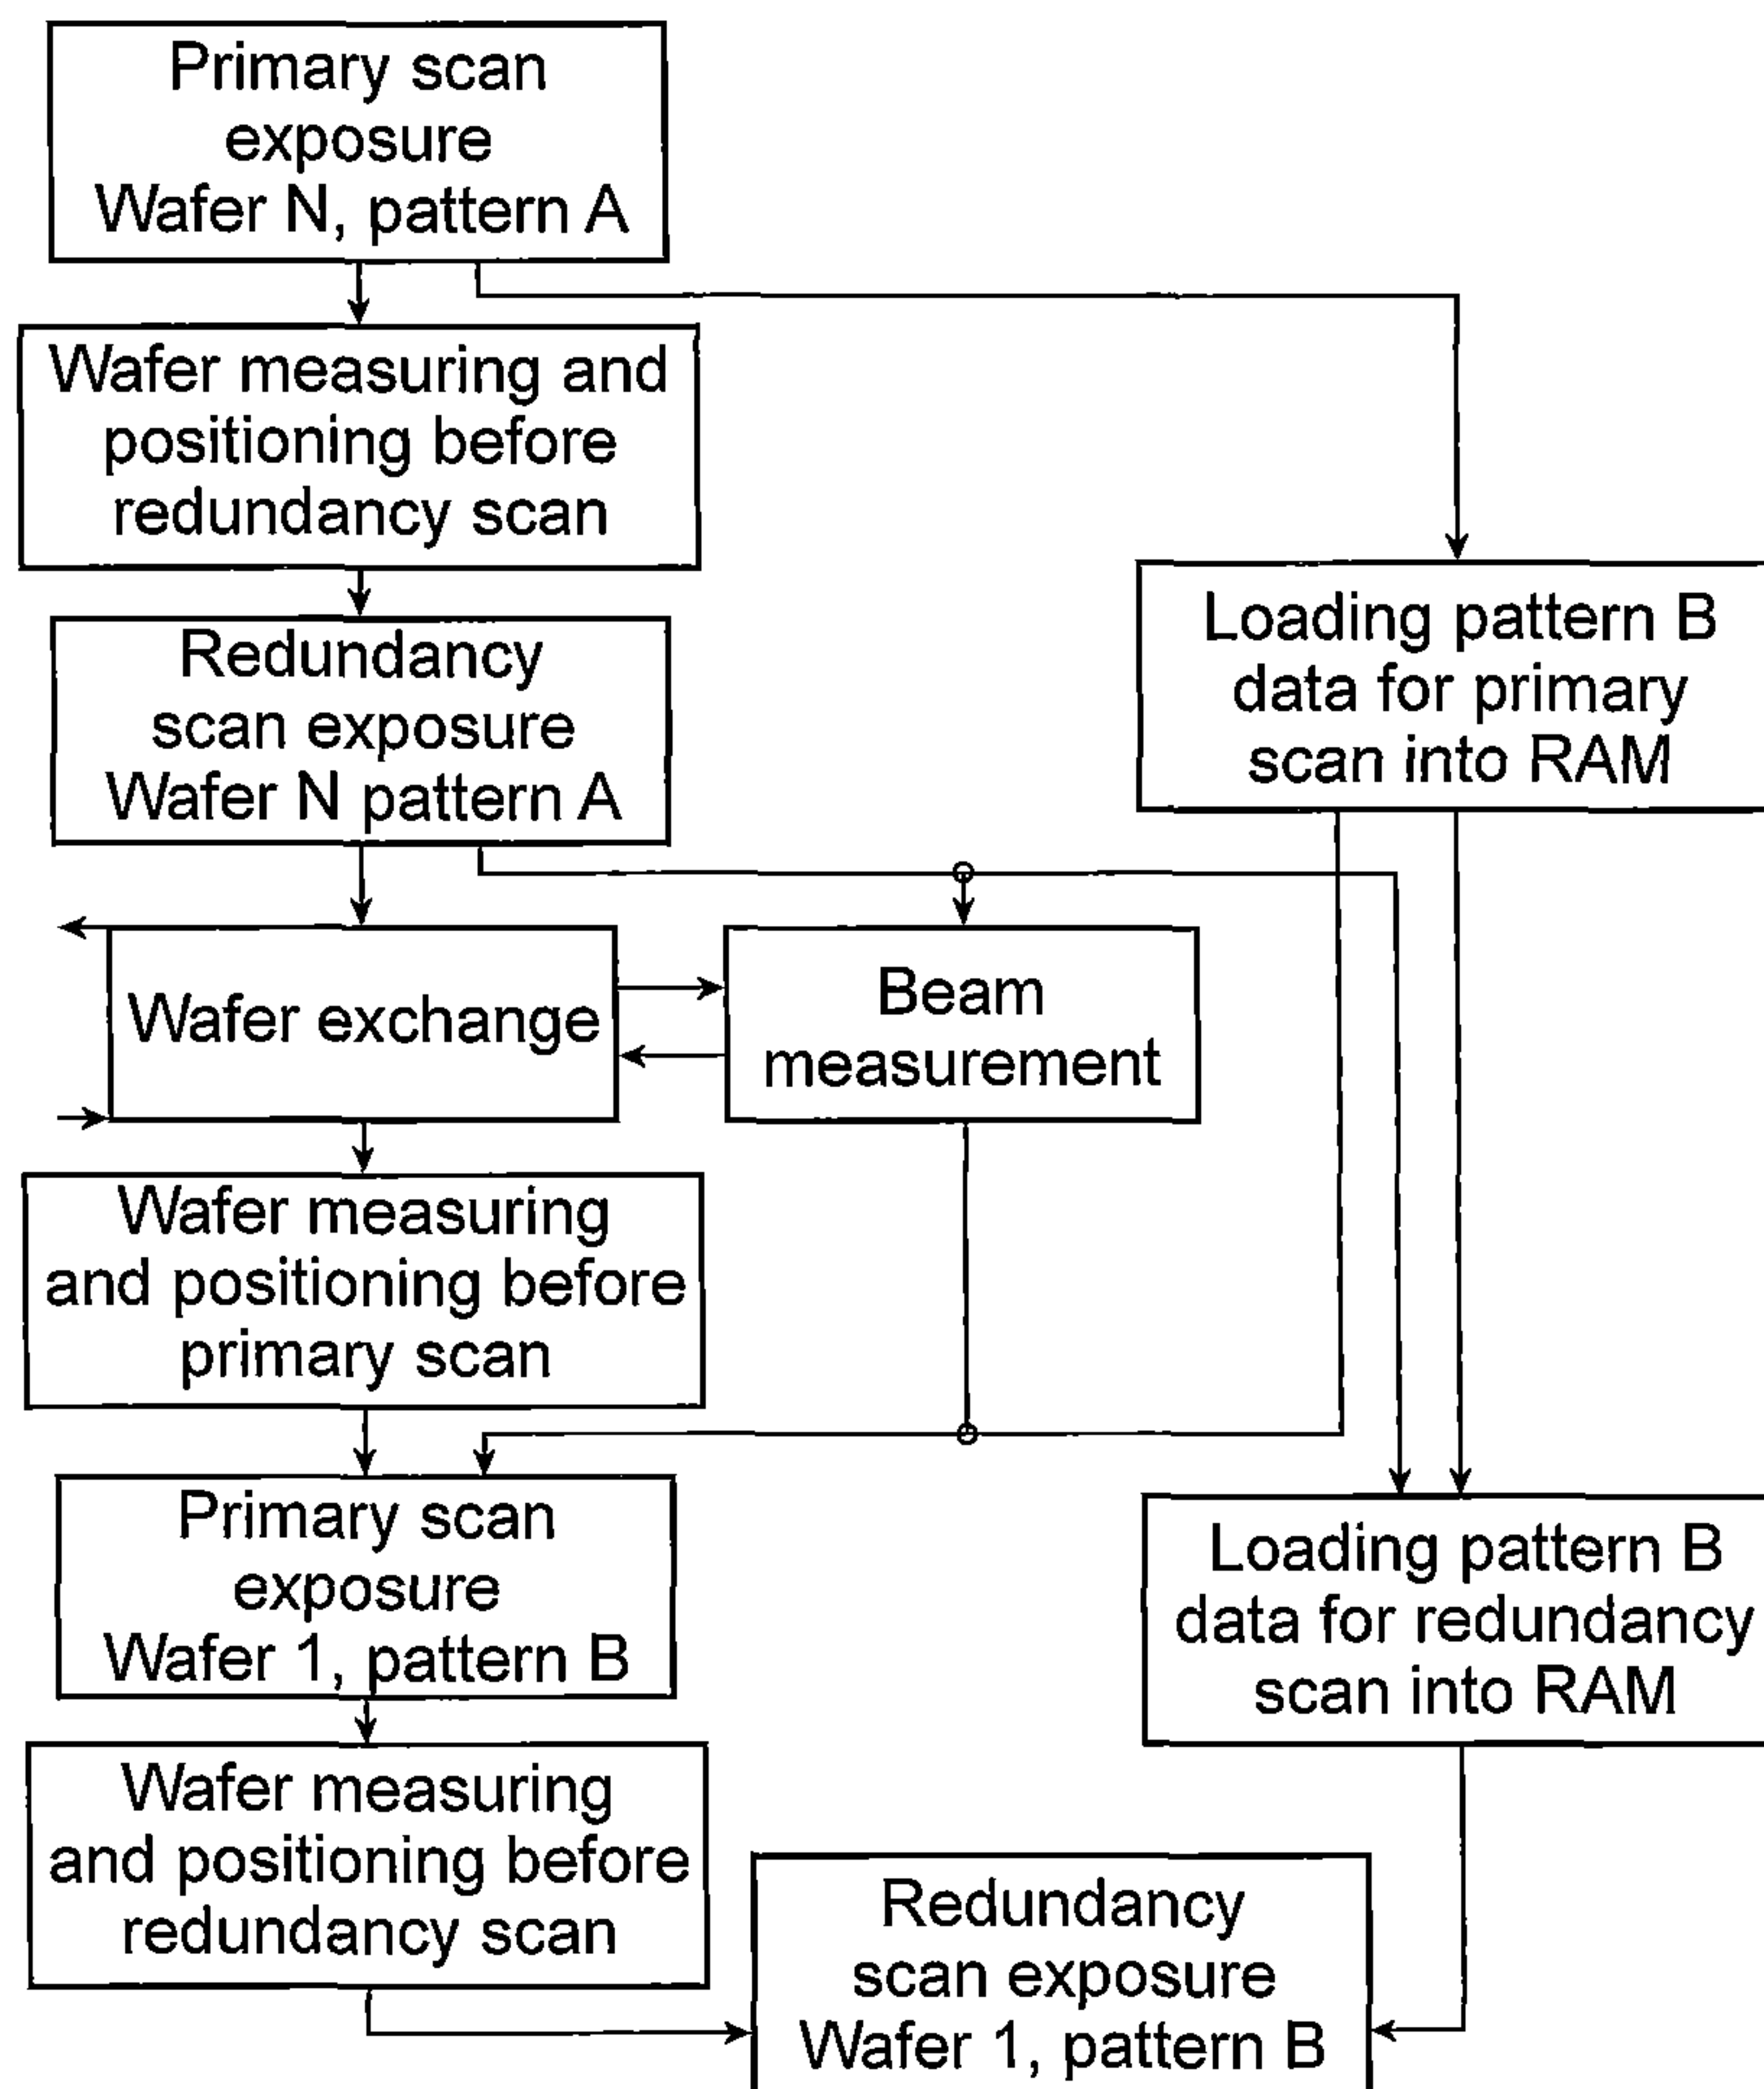 Primary scan
exposure
Wafer N, pattern A
Wafer measuring and
positioning before
redundancy scan
Loading pattern B
data for primary
scan into RAM
Redundancy
scan exposure
Wafer N pattern A
Wafer exchange
Beam
measurement
Wafer measuring
and positioning before
primary scan
Primary scan
exposure
Wafer 1, pattern B
Loading pattern B
data for redundancy
scan into RAM
Wafer measuring
and positioning before
redundancy scan
Redundancy
scan exposure
Wafer 1, pattern B